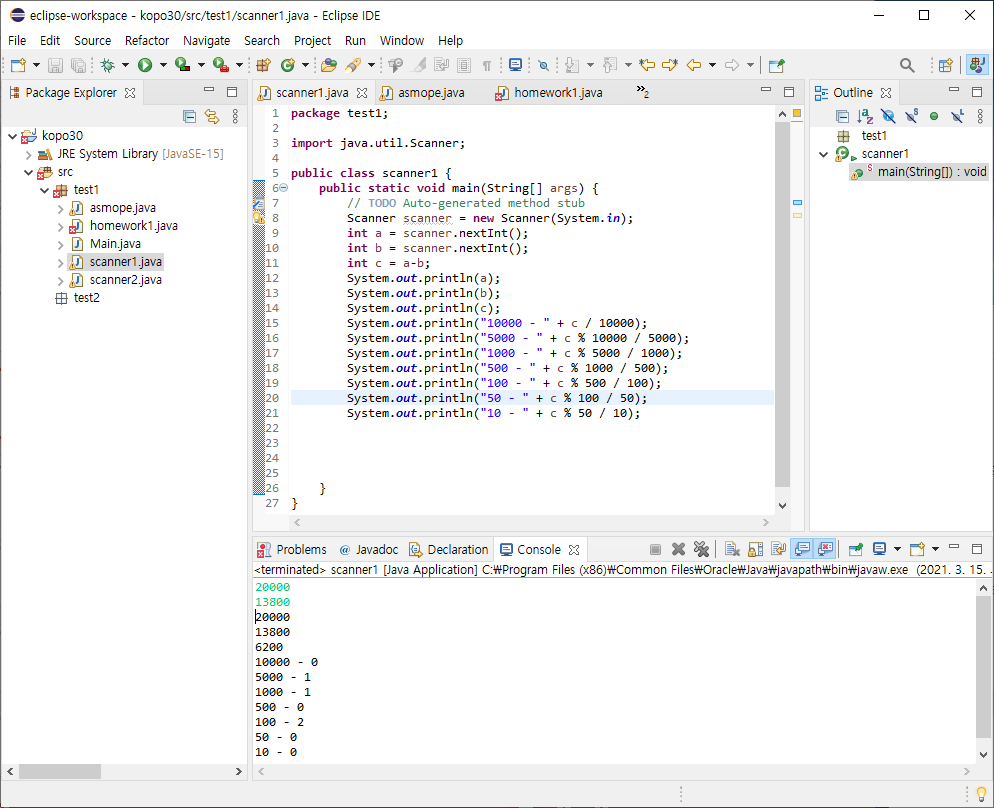 eclipse-workspace - kopo30/src/test1/scanner1.java - Eclipse IDE
File Edit Source Refactor Navigate Search Project Run Window Help
Package Explorer
kopo30
JRE System Library [JavaSE-15]
src
test1
asmope.java
homework1.java
Main.java
scanner1.java
scanner2.java
test2
scanner1.java asmope.java homework1.java »2
1 package test1;
2
3 import java.util.Scanner;
4
5 public class scanner1 {
6 public static void main(String[] args) {
7 // TODO Auto-generated method stub
8 Scanner scanner = new Scanner(System.in);
9 int a = scanner.nextInt();
10 int b = scanner.nextInt();
11 int c = a-b;
12 System.out.println(a);
13 System.out.println(b);
14 System.out.println(c);
15 System.out.println("10000 - " + c / 10000);
16 System.out.println("5000 - " + c % 10000 / 5000);
17 System.out.println("1000 - " + c % 5000 / 1000);
18 System.out.println("500 - " + c % 1000 / 500);
19 System.out.println("100 - " + c % 500 / 100);
20 System.out.println("50 - " + c % 100 / 50);
21 System.out.println("10 - " + c % 50 / 10);
22
23
24
25
26 }
27 }
Outline
test1
scanner1
main(String[]) : void
Problems @ Javadoc Declaration Console
<terminated> scanner1 [Java Application] C:₩Program Files (x86)₩Common Files₩Oracle₩Java₩javapath₩bin₩javaw.exe (2021. 3. 15. .
20000
13800
20000
13800
6200
10000 - 0
5000 - 1
1000 - 1
500 - 0
100 - 2
50 - 0
10 - 0